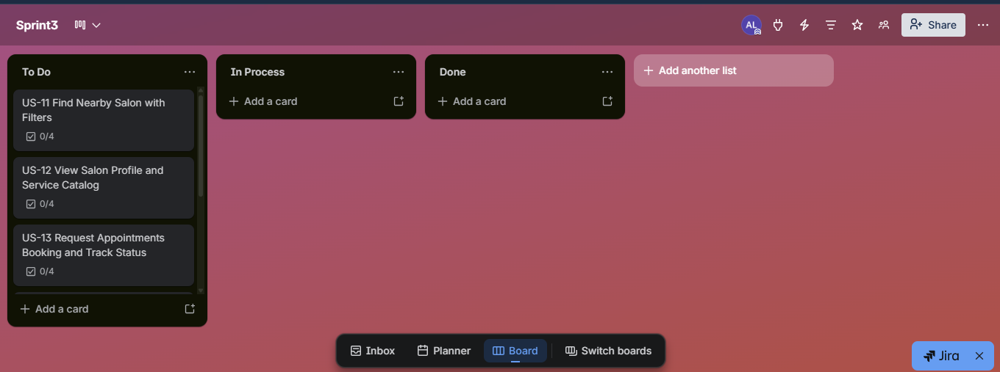 Sprint3
AL
Share
To Do
US-11 Find Nearby Salon with
Filters
0/4
US-12 View Salon Profile and
Service Catalog
0/4
US-13 Request Appointments
Booking and Track Status
0/4
Add a card
In Process
Add a card
Done
Add a card
Add another list
Inbox
Planner
Board
Switch boards
Jira